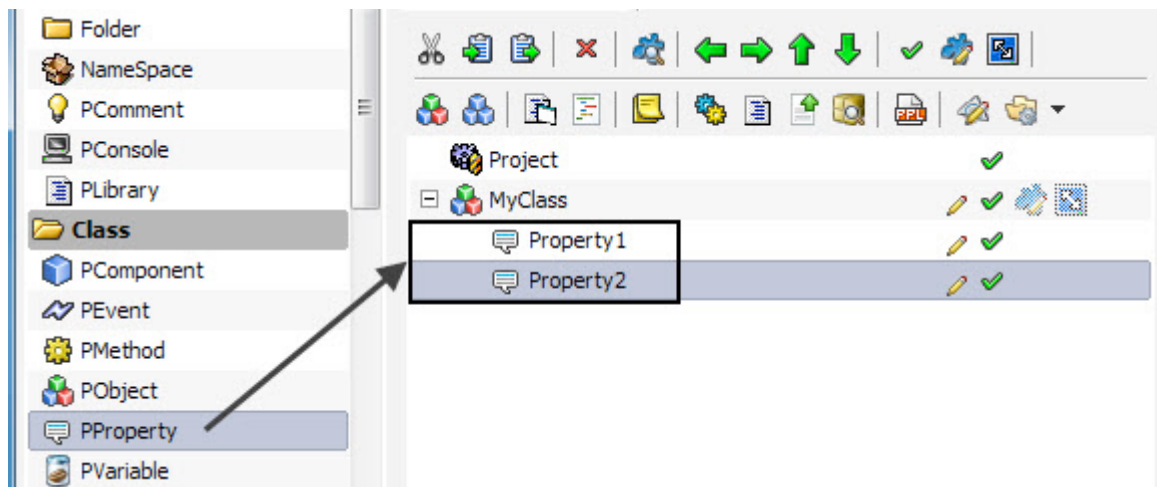 Folder
NameSpace
PComment
PConsole
PLibrary
Class
PComponent
PEvent
PMethod
PObject
PProperty
PVariable
PPL
Project
MyClass
Property1
Property2